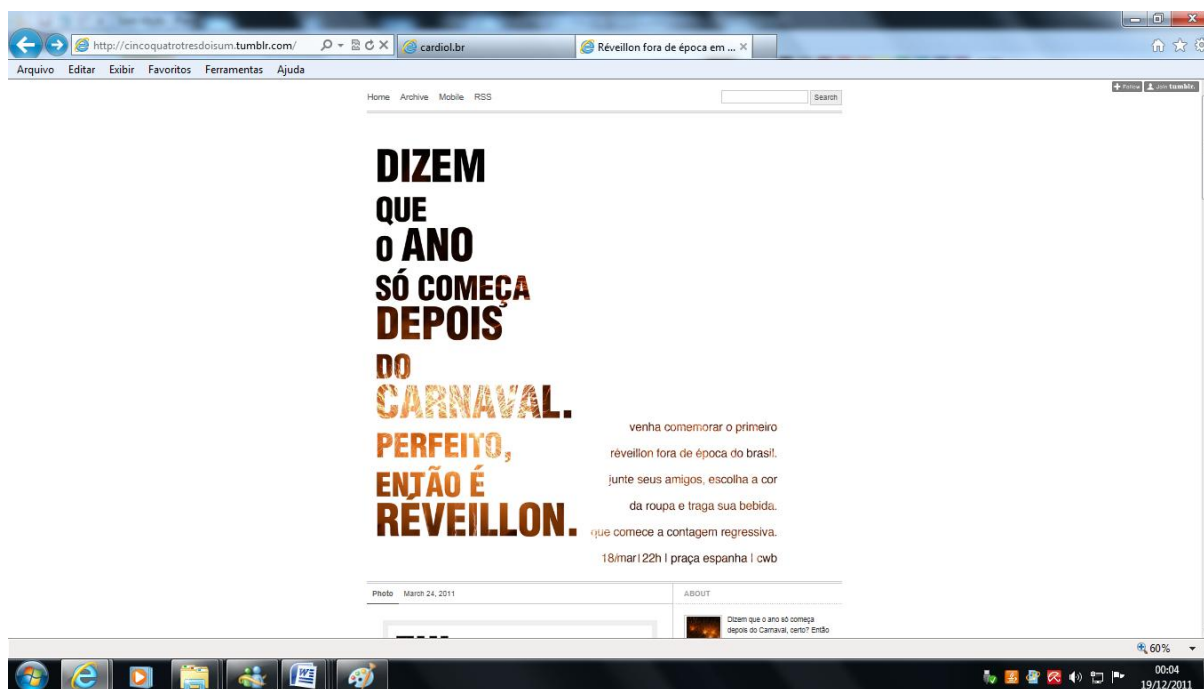 http://cincoquatrotresdoisum.tumblr.com/
cardiol.br
Réveillon fora de época em ...
Arquivo Editar Exibir Favoritos Ferramentas Ajuda
Home Archive Mobile RSS
Search
Follow
Join tumblr.
DIZEM
QUE
O ANO
SÓ COMEÇA
DEPOIS
DO
CARNAVAL.
PERFEITO,
ENTÃO É
RÉVEILLON.
venha comemorar o primeiro
réveillon fora de época do brasil.
junte seus amigos, escolha a cor
da roupa e traga sua bebida.
que comece a contagem regressiva.
18/mar | 22h | praça espanha | cwb
Photo March 24, 2011
ABOUT
Dizem que o ano só começa
depois do Carnaval, certo? Então
60%
00:04
19/12/2011